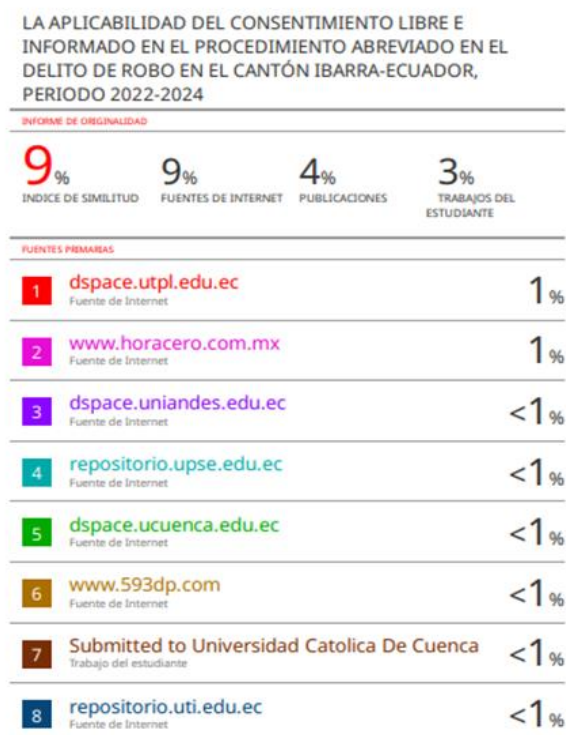 LA APLICABILIDAD DEL CONSENTIMIENTO LIBRE E
INFORMADO EN EL PROCEDIMIENTO ABREVIADO EN EL
DELITO DE ROBO EN EL CANTÓN IBARRA-ECUADOR,
PERIODO 2022-2024
INFORME DE ORIGINALIDAD
9% 9% 4% 3%
INDICE DE SIMILITUD FUENTES DE INTERNET PUBLICACIONES TRABAJOS DEL
ESTUDIANTE
FUENTES PRIMARIAS
1 dspace.utpl.edu.ec 1%
Fuente de Internet
2 www.horacero.com.mx 1%
Fuente de Internet
3 dspace.uniandes.edu.ec <1%
Fuente de Internet
4 repositorio.upse.edu.ec <1%
Fuente de Internet
5 dspace.ucuenca.edu.ec <1%
Fuente de Internet
6 www.593dp.com <1%
Fuente de Internet
7 Submitted to Universidad Catolica De Cuenca <1%
Trabajo del estudiante
8 repositorio.uti.edu.ec <1%
Fuente de Internet